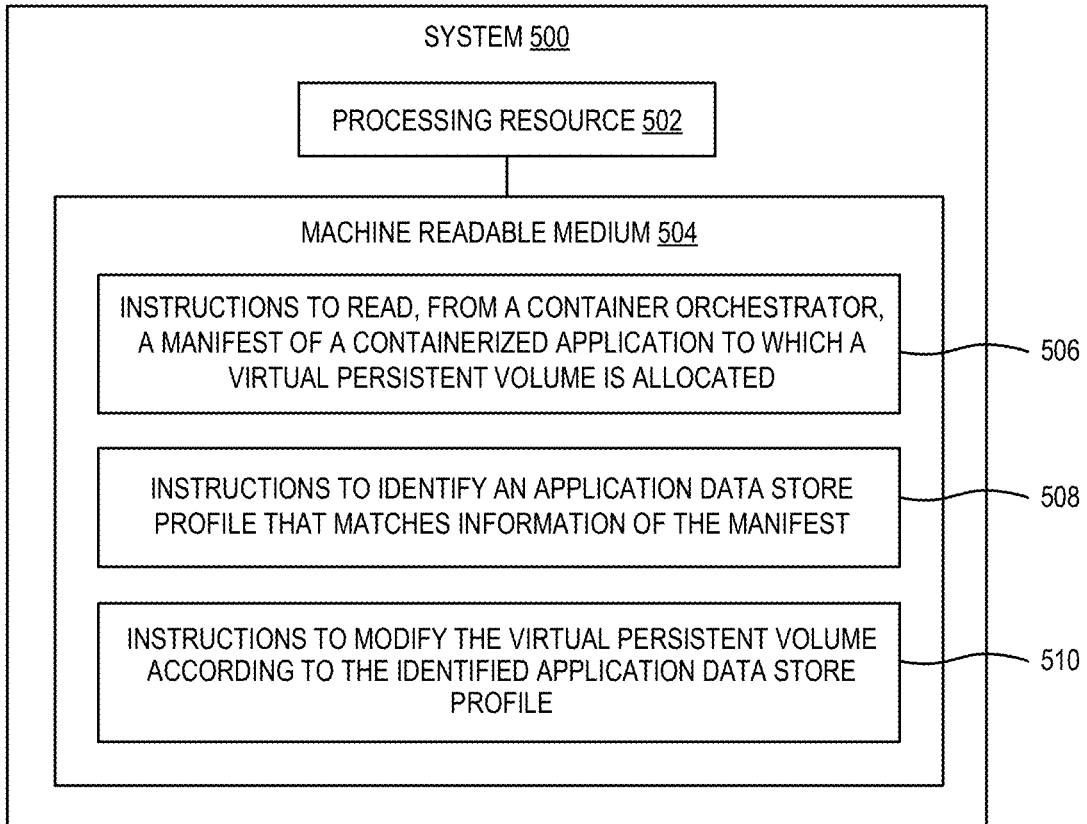 SYSTEM 500
PROCESSING RESOURCE 502
MACHINE READABLE MEDIUM 504
INSTRUCTIONS TO READ, FROM A CONTAINER ORCHESTRATOR,
A MANIFEST OF A CONTAINERIZED APPLICATION TO WHICH A
VIRTUAL PERSISTENT VOLUME IS ALLOCATED
506
INSTRUCTIONS TO IDENTIFY AN APPLICATION DATA STORE
PROFILE THAT MATCHES INFORMATION OF THE MANIFEST
508
INSTRUCTIONS TO MODIFY THE VIRTUAL PERSISTENT VOLUME
ACCORDING TO THE IDENTIFIED APPLICATION DATA STORE
PROFILE
510